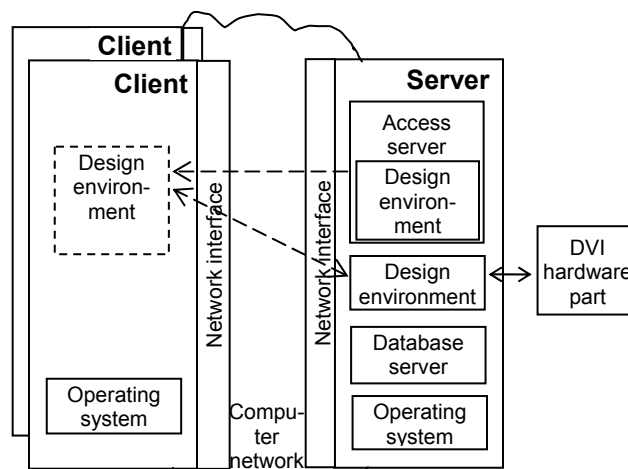 Client
Client
Design
environ-
ment
Network interface
Operating
system
Compu-
ter
network
Network Interface
Server
Access
server
Design
environ-
ment
Design
environment
Database
server
Operating
system
DVI
hardware
part